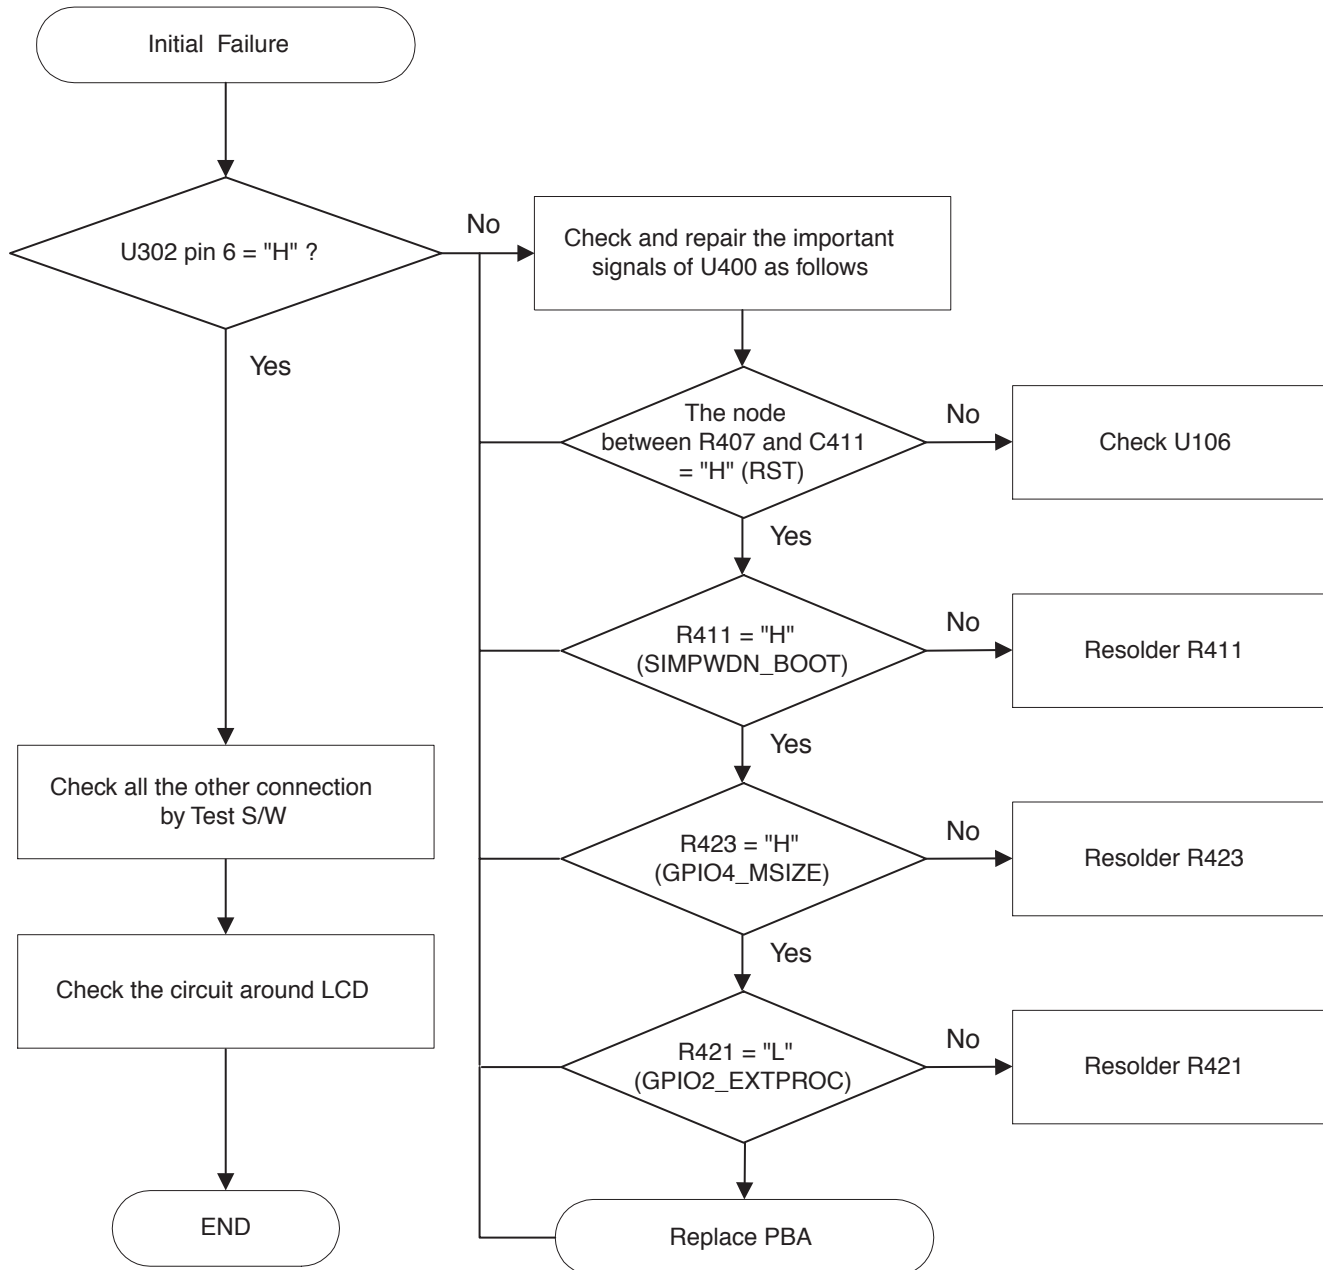 Initial Failure
U302 pin 6 = "H" ?
No
Check and repair the important
signals of U400 as follows
Yes
The node
between R407 and C411
= "H" (RST)
No
Check U106
Yes
R411 = "H"
(SIMPWDN_BOOT)
No
Resolder R411
Yes
Check all the other connection
by Test S/W
R423 = "H"
(GPIO4_MSIZE)
No
Resolder R423
Yes
Check the circuit around LCD
R421 = "L"
(GPIO2_EXTPROC)
No
Resolder R421
END
Replace PBA